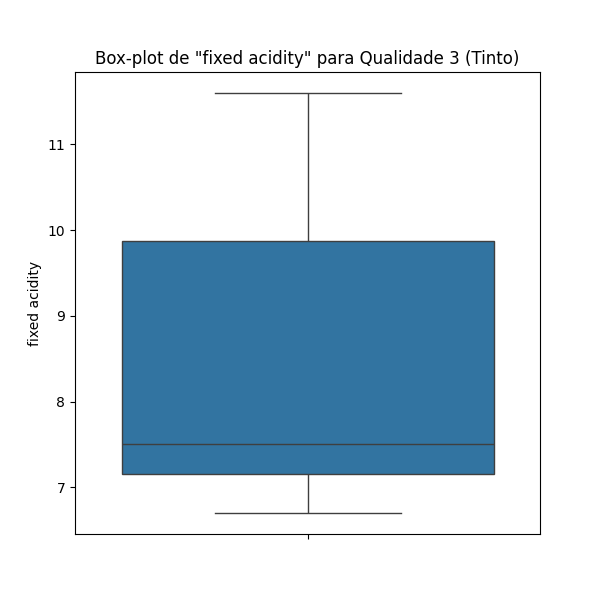 Box-plot de "fixed acidity" para Qualidade 3 (Tinto)
11
10
9
8
7
fixed acidity